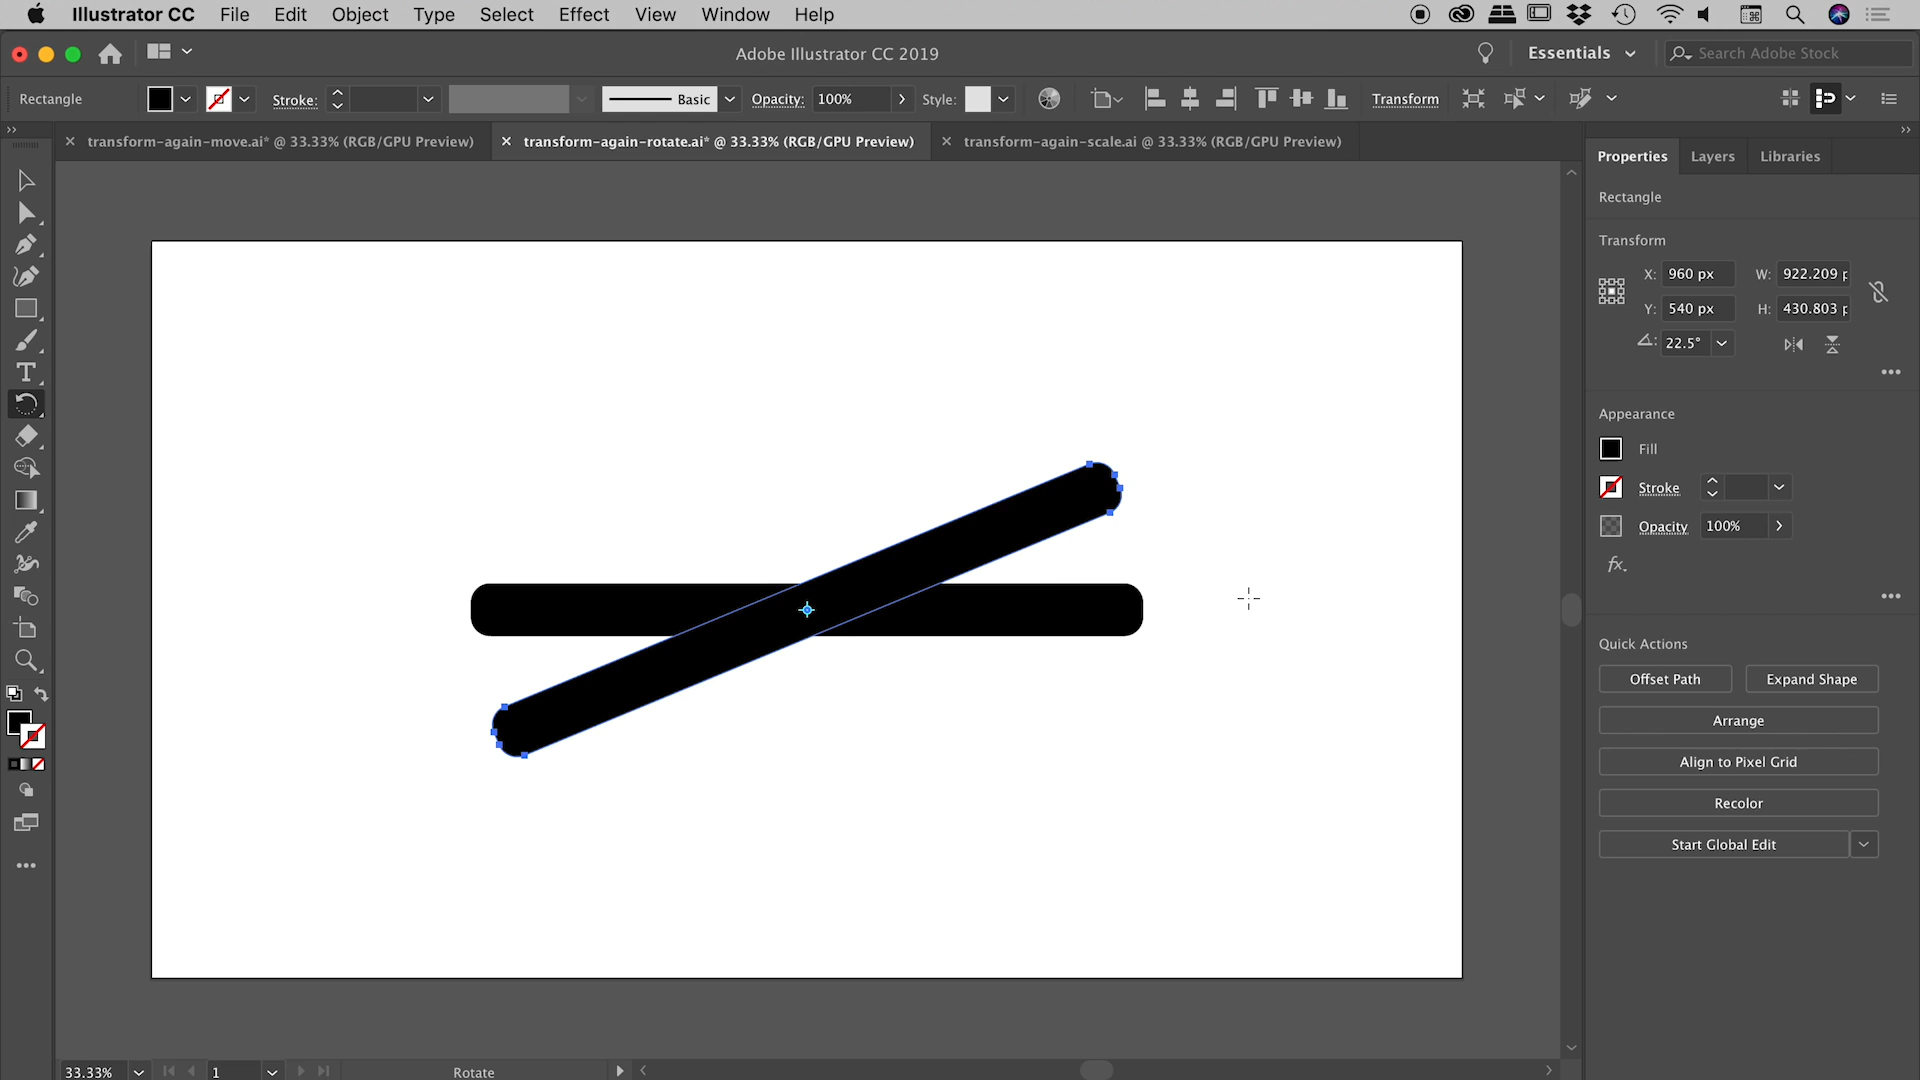 Illustrator CC File Edit Object Type Select Effect View Window Help
Adobe Illustrator CC 2019
Essentials
Search Adobe Stock
Rectangle
Stroke:
Basic
Opacity: 100%
Style:
Transform
transform-again-move.ai* @ 33.33% (RGB/GPU Preview)
transform-again-rotate.ai* @ 33.33% (RGB/GPU Preview)
transform-again-scale.ai @ 33.33% (RGB/GPU Preview)
Properties Layers Libraries
Rectangle
Transform
X: 960 px W: 922.209 p
Y: 540 px H: 430.803 p
22.5°
Appearance
Fill
Stroke
Opacity 100%
fx.
Quick Actions
Offset Path Expand Shape
Arrange
Align to Pixel Grid
Recolor
Start Global Edit
33.33% 1 Rotate